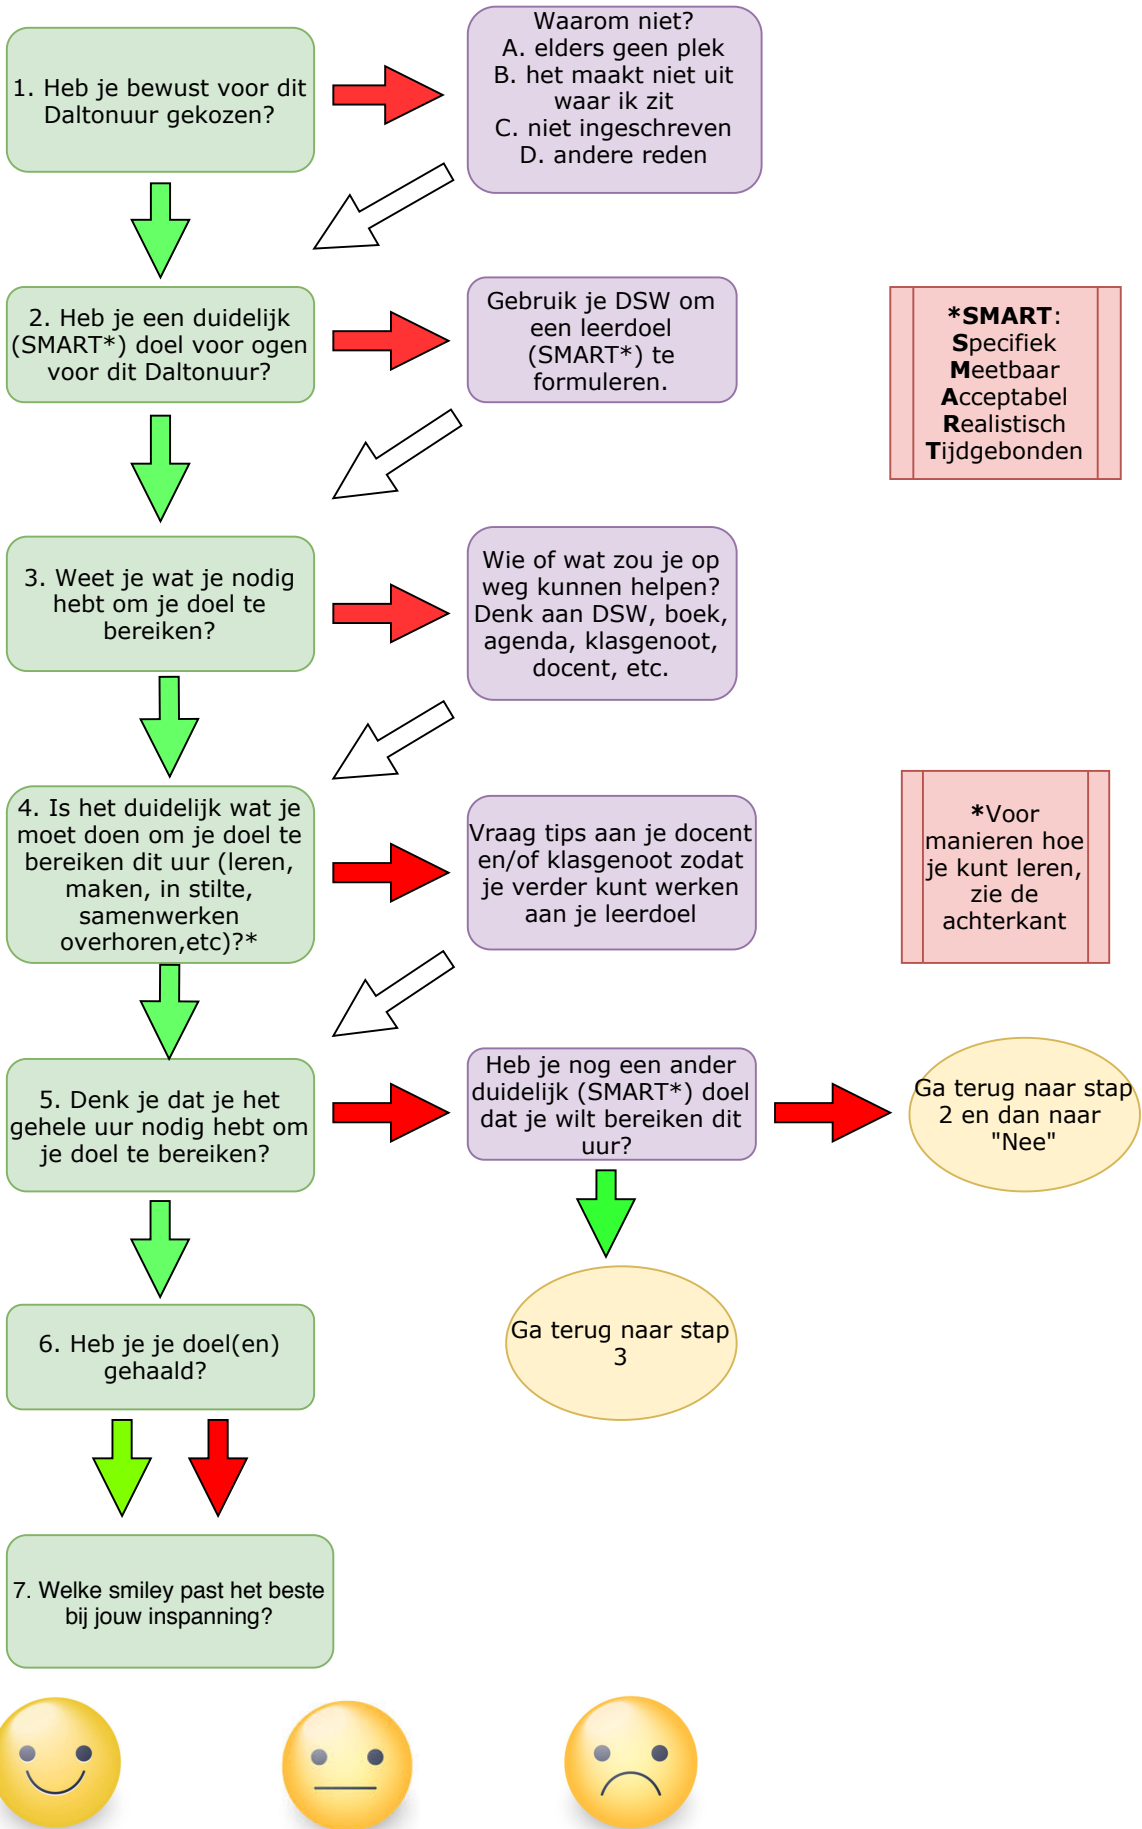 1. Heb je bewust voor dit
Daltonuur gekozen?
Waarom niet?
A. elders geen plek
B. het maakt niet uit
waar ik zit
C. niet ingeschreven
D. andere reden
2. Heb je een duidelijk
(SMART*) doel voor ogen
voor dit Daltonuur?
Gebruik je DSW om
een leerdoel
(SMART*) te
formuleren.
*SMART:
Specifiek
Meetbaar
Acceptabel
Realistisch
Tijdgebonden
3. Weet je wat je nodig
hebt om je doel te
bereiken?
Wie of wat zou je op
weg kunnen helpen?
Denk aan DSW, boek,
agenda, klasgenoot,
docent, etc.
4. Is het duidelijk wat je
moet doen om je doel te
bereiken dit uur (leren,
maken, in stilte,
samenwerken
overhoren,etc)?*
Vraag tips aan je docent
en/of klasgenoot zodat
je verder kunt werken
aan je leerdoel
*Voor
manieren hoe
je kunt leren,
zie de
achterkant
5. Denk je dat je het
gehele uur nodig hebt om
je doel te bereiken?
Heb je nog een ander
duidelijk (SMART*) doel
dat je wilt bereiken dit
uur?
Ga terug naar stap
2 en dan naar
"Nee"
6. Heb je je doel(en)
gehaald?
Ga terug naar stap
3
7. Welke smiley past het beste
bij jouw inspanning?